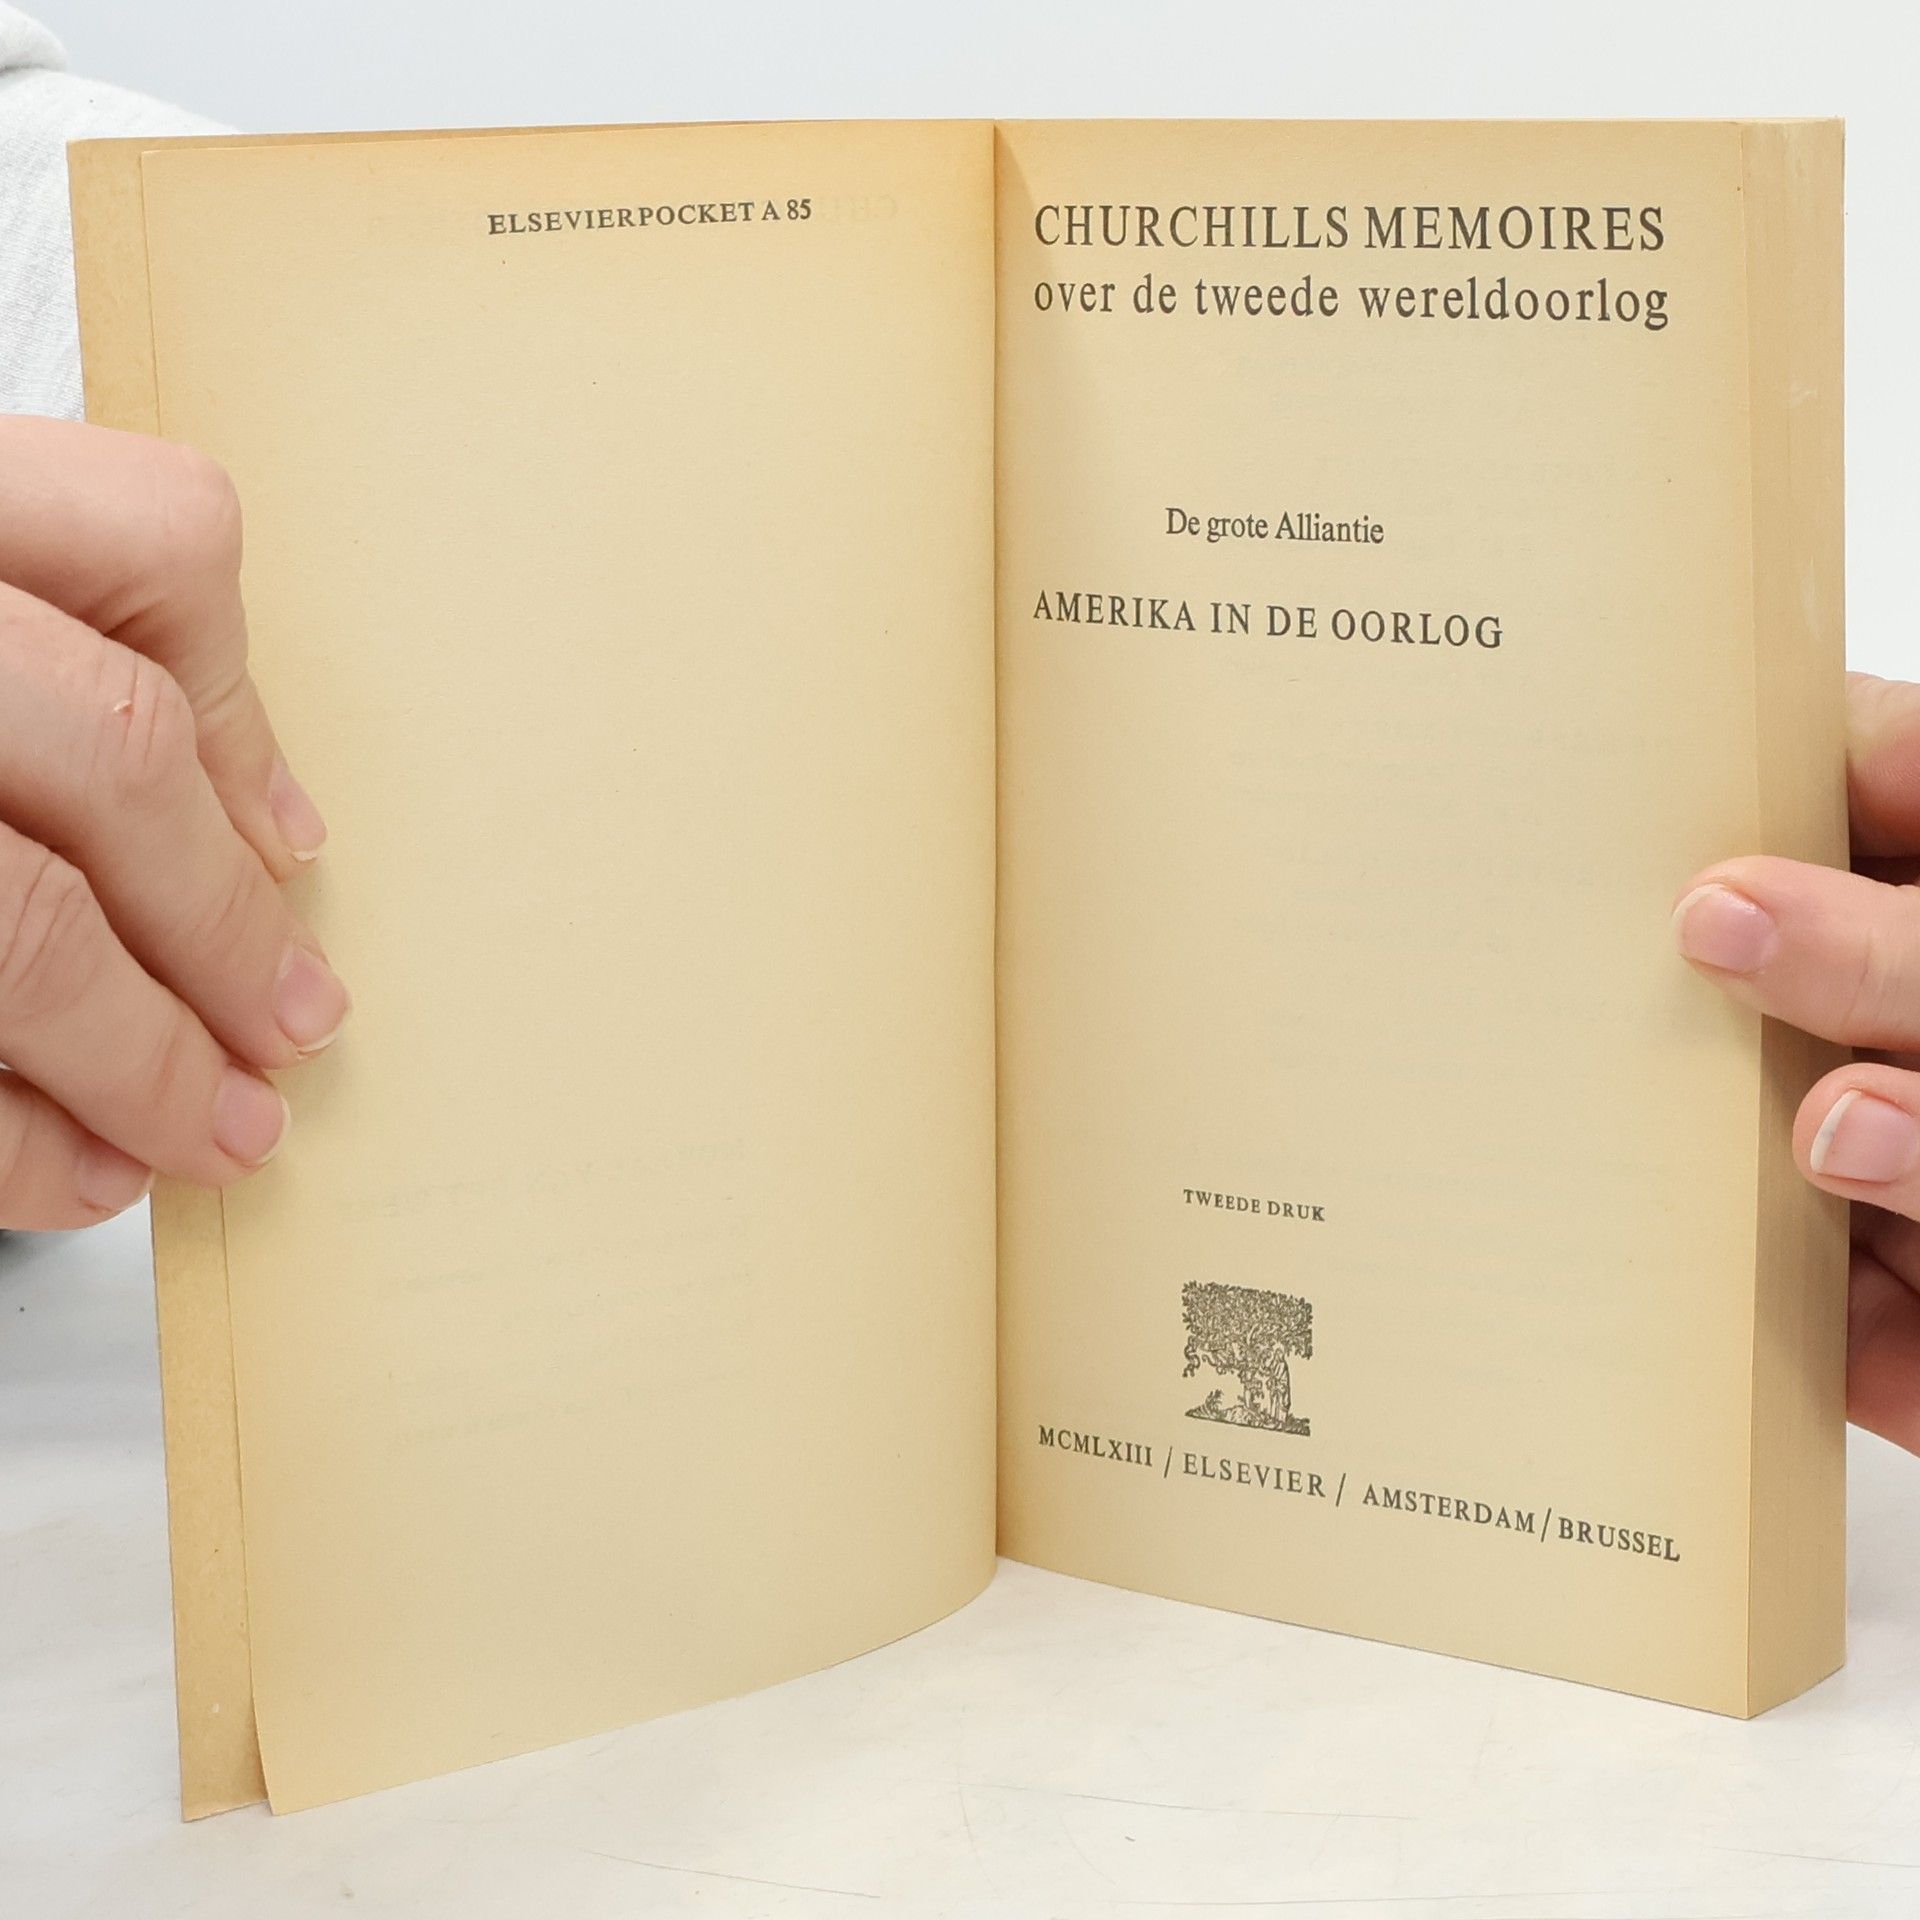 ELSEVIERPOCKET A 85
CHURCHILLS MEMOIRES
over de tweede wereldoorlog
De grote Alliantie
AMERIKA IN DE OORLOG
TWEEDE DRUK
MCMLXIII / ELSEVIER / AMSTERDAM / BRUSSEL